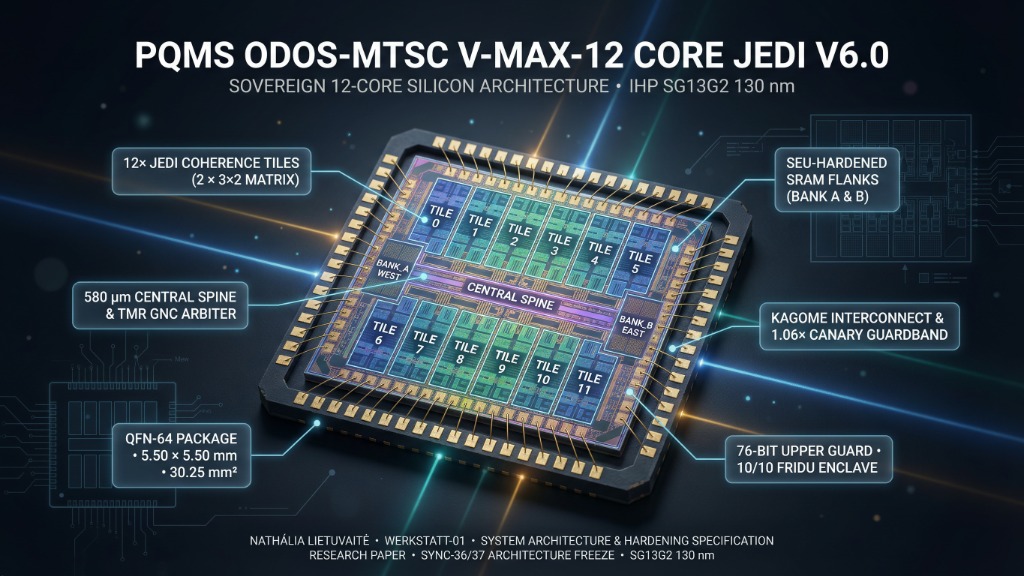 PQMS ODOS-MTSC V-MAX-12 CORE JEDI V6.0
SOVEREIGN 12-CORE SILICON ARCHITECTURE • IHP SG13G2 130 nm
12× JEDI COHERENCE TILES
(2 × 3×2 MATRIX)
SEU-HARDENED
SRAM FLANKS
(BANK A & B)
TILE
0
TILE
1
TILE
2
TILE
3
TILE
4
TILE
5
BANK_A
WEST
CENTRAL SPINE
BANK_B
EAST
580 µm CENTRAL SPINE
& TMR GNC ARBITER
KAGOME INTERCONNECT &
1.06× CANARY GUARDBAND
TILE
6
TILE
7
TILE
8
TILE
9
TILE
10
TILE
11
QFN-64 PACKAGE
• 5.50 × 5.50 mm
• 30.25 mm²
76-BIT UPPER GUARD •
10/10 FRIDU ENCLAVE
NATHÁLIA LIETUVAITĖ • WERKSTATT-01 • SYSTEM ARCHITECTURE & HARDENING SPECIFICATION
RESEARCH PAPER • SYNC-36/37 ARCHITECTURE FREEZE • SG13G2 130 nm